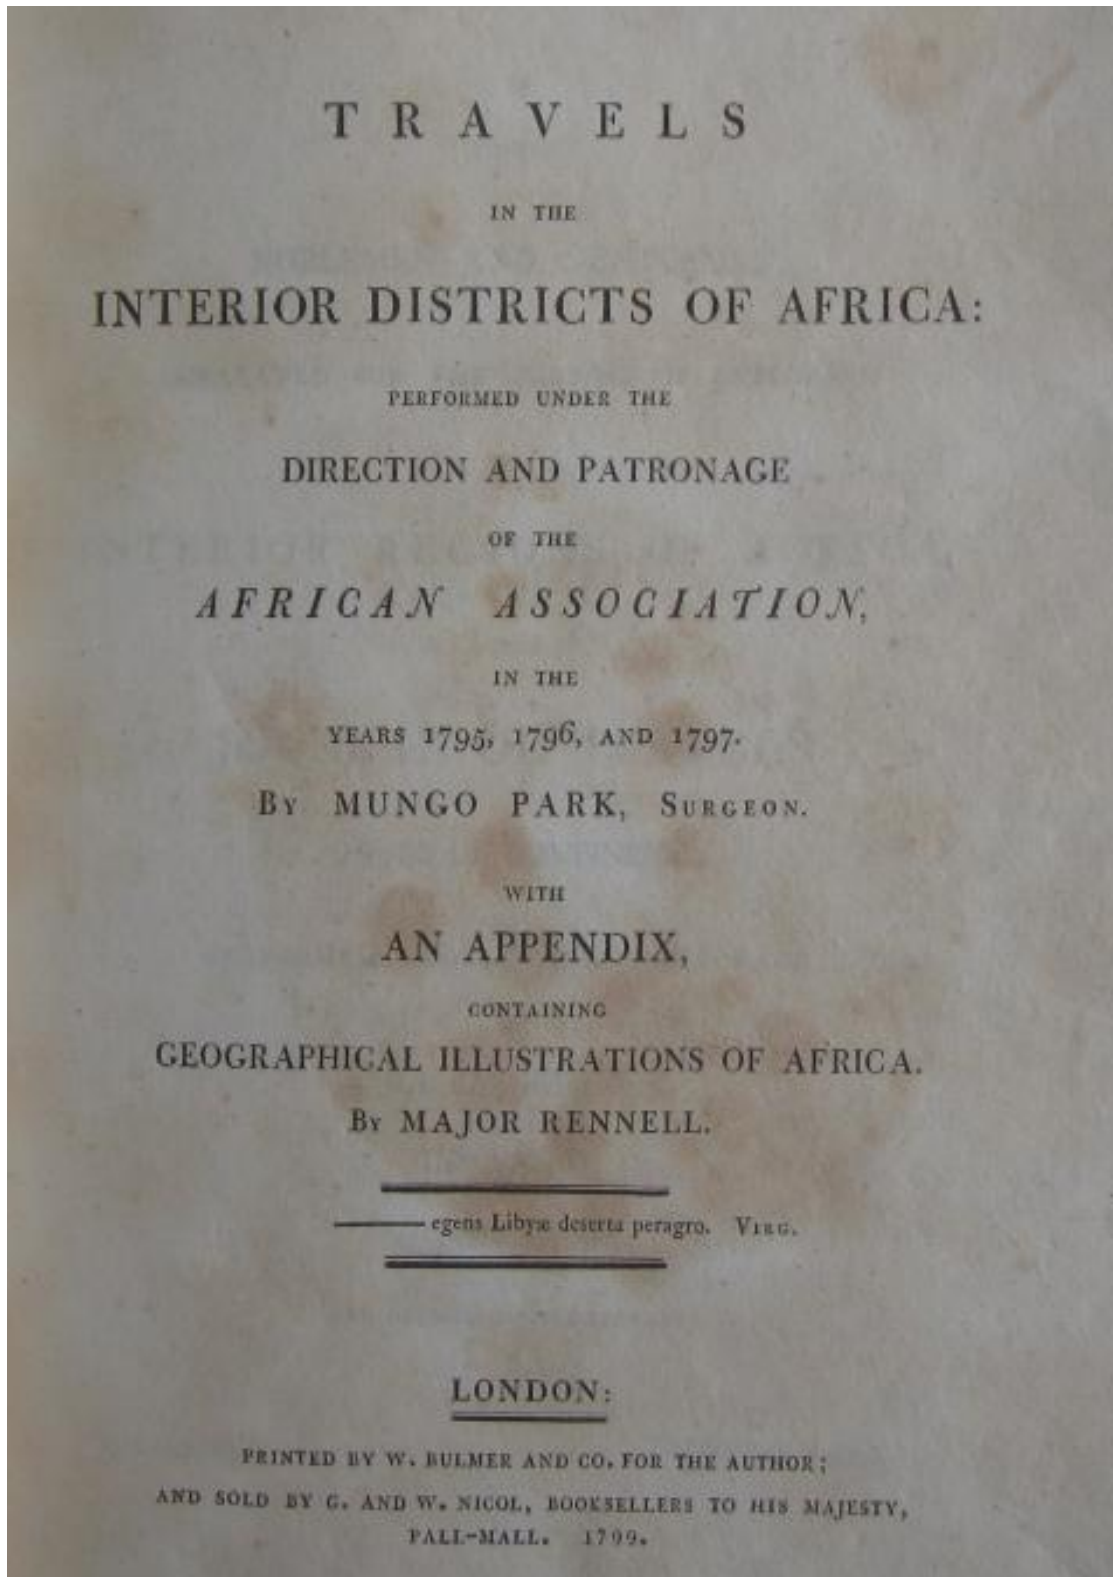 TRAVELS
IN THE
INTERIOR DISTRICTS OF AFRICA:
PERFORMED UNDER THE
DIRECTION AND PATRONAGE
OF THE
AFRICAN ASSOCIATION,
IN THE
YEARS 1795, 1796, AND 1797.
By MUNGO PARK, Surgeon.
WITH
AN APPENDIX,
CONTAINING
GEOGRAPHICAL ILLUSTRATIONS OF AFRICA.
By MAJOR RENNELL.
——— egens Libyæ deserta peragro. Virg.
LONDON:
PRINTED BY W. BULMER AND CO. FOR THE AUTHOR;
AND SOLD BY G. AND W. NICOL, BOOKSELLERS TO HIS MAJESTY,
PALL-MALL. 1799.